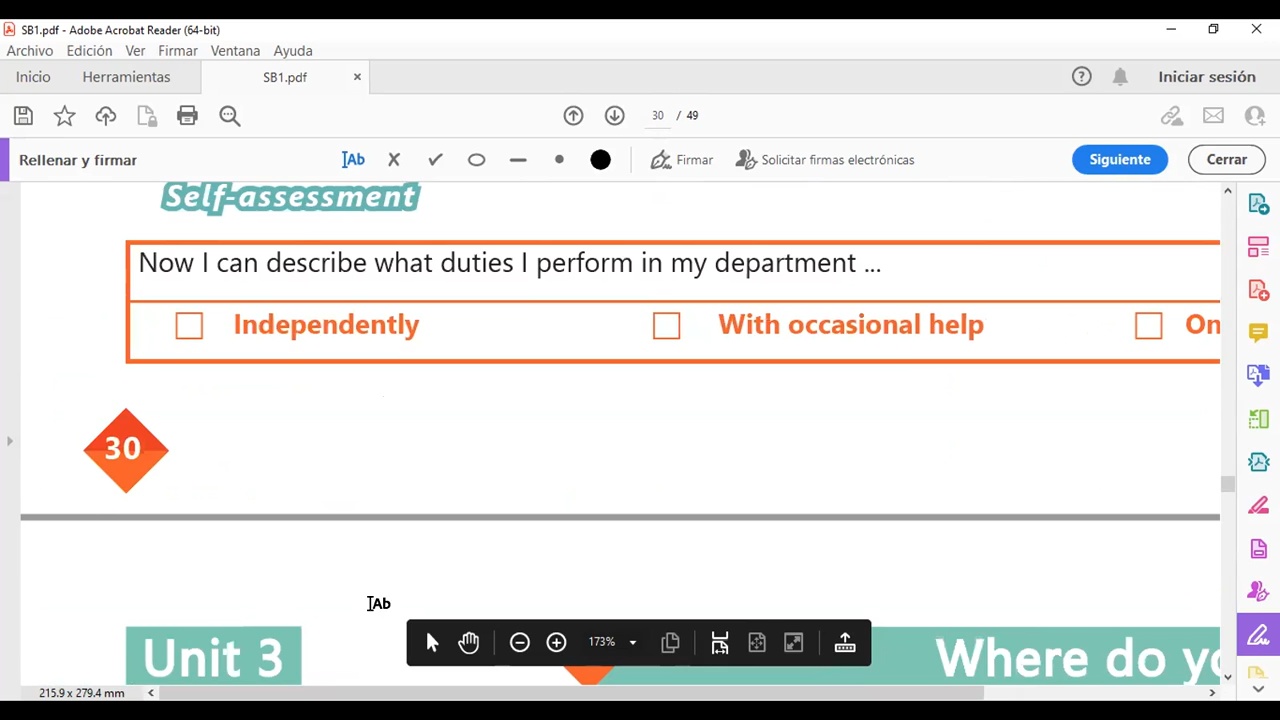 SB1.pdf - Adobe Acrobat Reader (64-bit)
Archivo Edición Ver Firmar Ventana Ayuda
Inicio Herramientas SB1.pdf × Iniciar sesión
30 / 49
Rellenar y firmar Ab Firmar Solicitar firmas electrónicas Siguiente Cerrar
Self-assessment
Now I can describe what duties I perform in my department ...
Independently With occasional help On
30
Ab
173%
Unit 3 Where do yo
215.9 x 279.4 mm